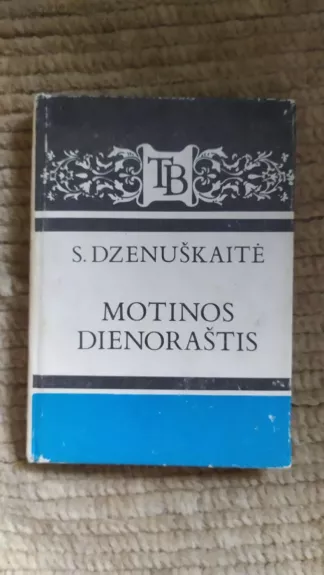 TB
S. DZENUŠKAITĖ
MOTINOS
DIENORAŠTIS